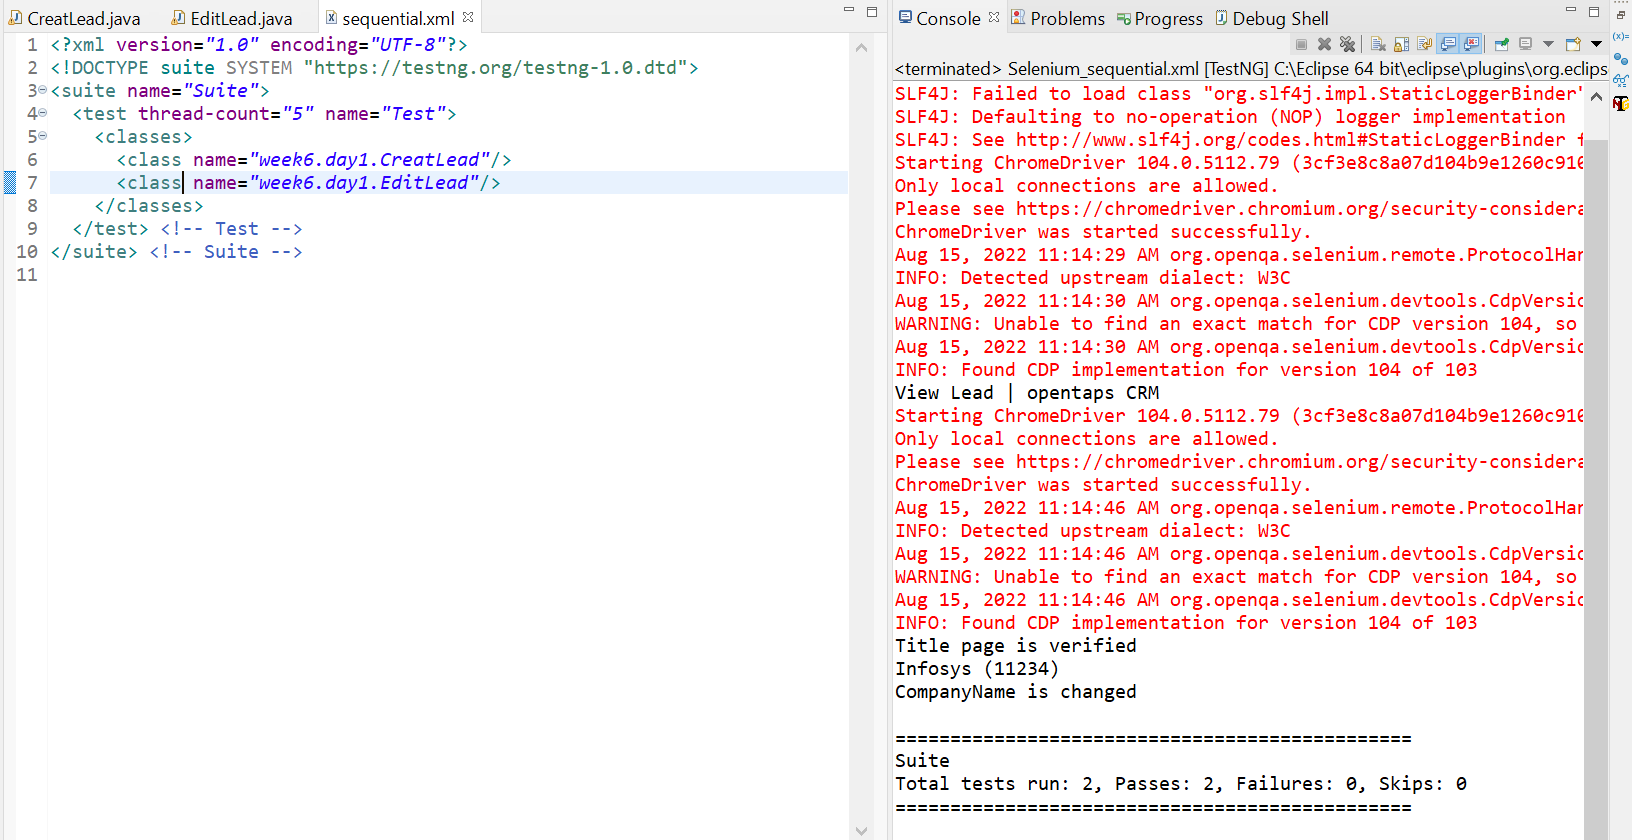 CreatLead.java
EditLead.java
sequential.xml
1 <?xml version="1.0" encoding="UTF-8"?>
2 <!DOCTYPE suite SYSTEM "https://testng.org/testng-1.0.dtd">
3 <suite name="Suite">
4 <test thread-count="5" name="Test">
5 <classes>
6 <class name="week6.day1.CreatLead"/>
7 <class name="week6.day1.EditLead"/>
8 </classes>
9 </test> <!-- Test -->
10 </suite> <!-- Suite -->
11
Console
Problems
Progress
Debug Shell
<terminated> Selenium_sequential.xml [TestNG] C:\Eclipse 64 bit\eclipse\plugins\org.eclips
SLF4J: Failed to load class "org.slf4j.impl.StaticLoggerBinder"
SLF4J: Defaulting to no-operation (NOP) logger implementation
SLF4J: See http://www.slf4j.org/codes.html#StaticLoggerBinder f
Starting ChromeDriver 104.0.5112.79 (3cf3e8c8a07d104b9e1260c910
Only local connections are allowed.
Please see https://chromedriver.chromium.org/security-considera
ChromeDriver was started successfully.
Aug 15, 2022 11:14:29 AM org.openqa.selenium.remote.ProtocolHan
INFO: Detected upstream dialect: W3C
Aug 15, 2022 11:14:30 AM org.openqa.selenium.devtools.CdpVersio
WARNING: Unable to find an exact match for CDP version 104, so
Aug 15, 2022 11:14:30 AM org.openqa.selenium.devtools.CdpVersio
INFO: Found CDP implementation for version 104 of 103
View Lead | opentaps CRM
Starting ChromeDriver 104.0.5112.79 (3cf3e8c8a07d104b9e1260c910
Only local connections are allowed.
Please see https://chromedriver.chromium.org/security-considera
ChromeDriver was started successfully.
Aug 15, 2022 11:14:46 AM org.openqa.selenium.remote.ProtocolHan
INFO: Detected upstream dialect: W3C
Aug 15, 2022 11:14:46 AM org.openqa.selenium.devtools.CdpVersio
WARNING: Unable to find an exact match for CDP version 104, so
Aug 15, 2022 11:14:46 AM org.openqa.selenium.devtools.CdpVersio
INFO: Found CDP implementation for version 104 of 103
Title page is verified
Infosys (11234)
CompanyName is changed
===============================================
Suite
Total tests run: 2, Passes: 2, Failures: 0, Skips: 0
===============================================